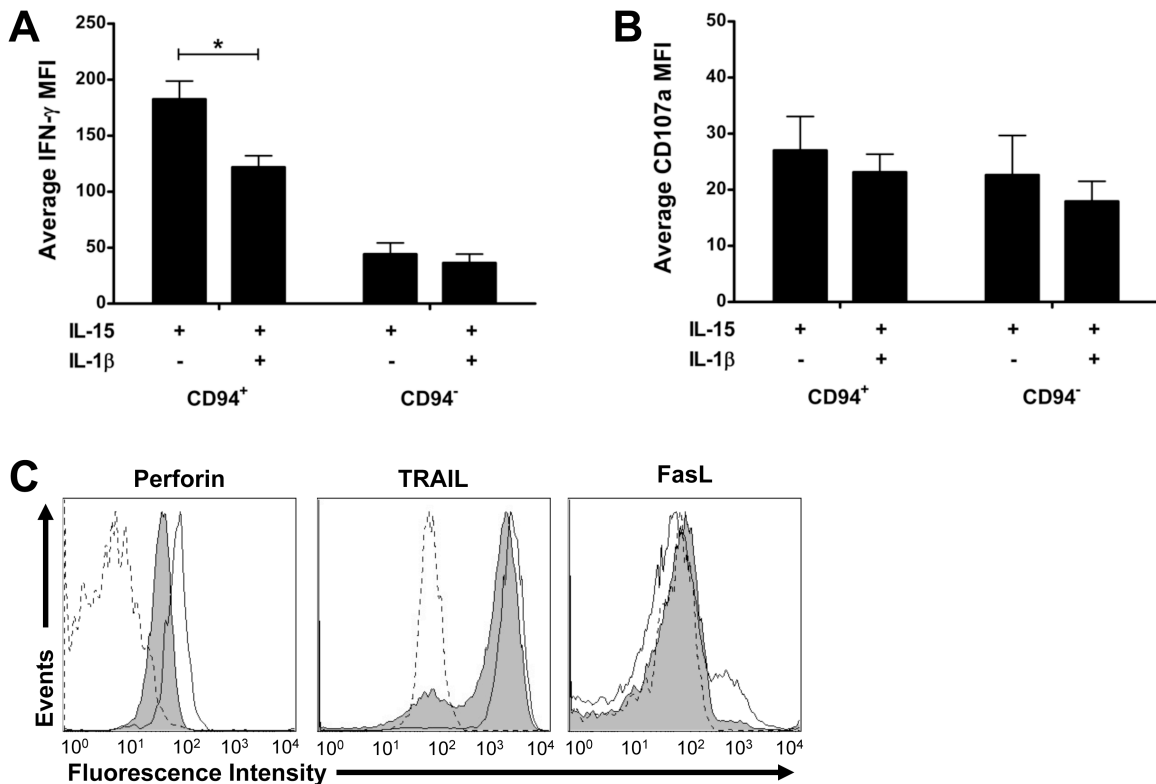 A
Average IFN-γ MFI
250
200
150
100
50
0
*
IL-15 + + + +
IL-1β - + - +
CD94⁺ CD94⁻
B
Average CD107a MFI
50
40
30
20
10
0
IL-15 + + + +
IL-1β - + - +
CD94⁺ CD94⁻
C
Perforin TRAIL FasL
Events
10⁰ 10¹ 10² 10³ 10⁴ 10⁰ 10¹ 10² 10³ 10⁴ 10⁰ 10¹ 10² 10³ 10⁴
Fluorescence Intensity